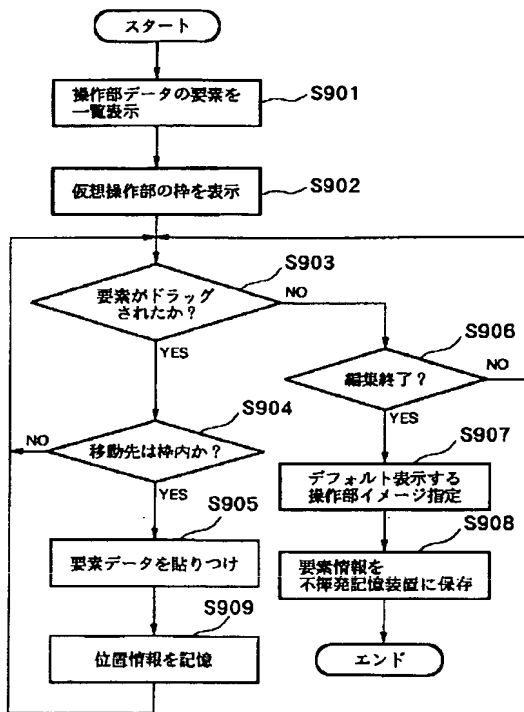 スタート
操作部データの要素を
一覧表示
S901
仮想操作部の枠を表示
S902
要素がドラッグ
されたか?
S903
NO
YES
編集終了?
S906
NO
YES
移動先は枠内か?
S904
NO
YES
デフォルト表示する
操作部イメージ指定
S907
要素データを貼りつけ
S905
要素情報を
不揮発記憶装置に保存
S908
位置情報を記憶
S909
エンド